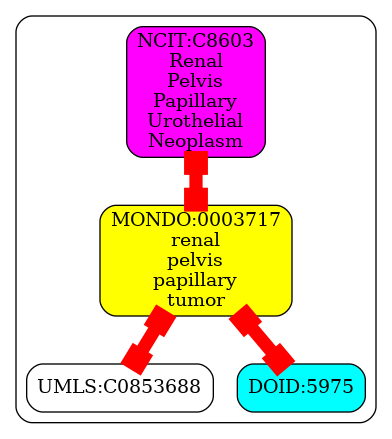 NCIT:C8603
Renal
Pelvis
Papillary
Urothelial
Neoplasm
MONDO:0003717
renal
pelvis
papillary
tumor
UMLS:C0853688
DOID:5975